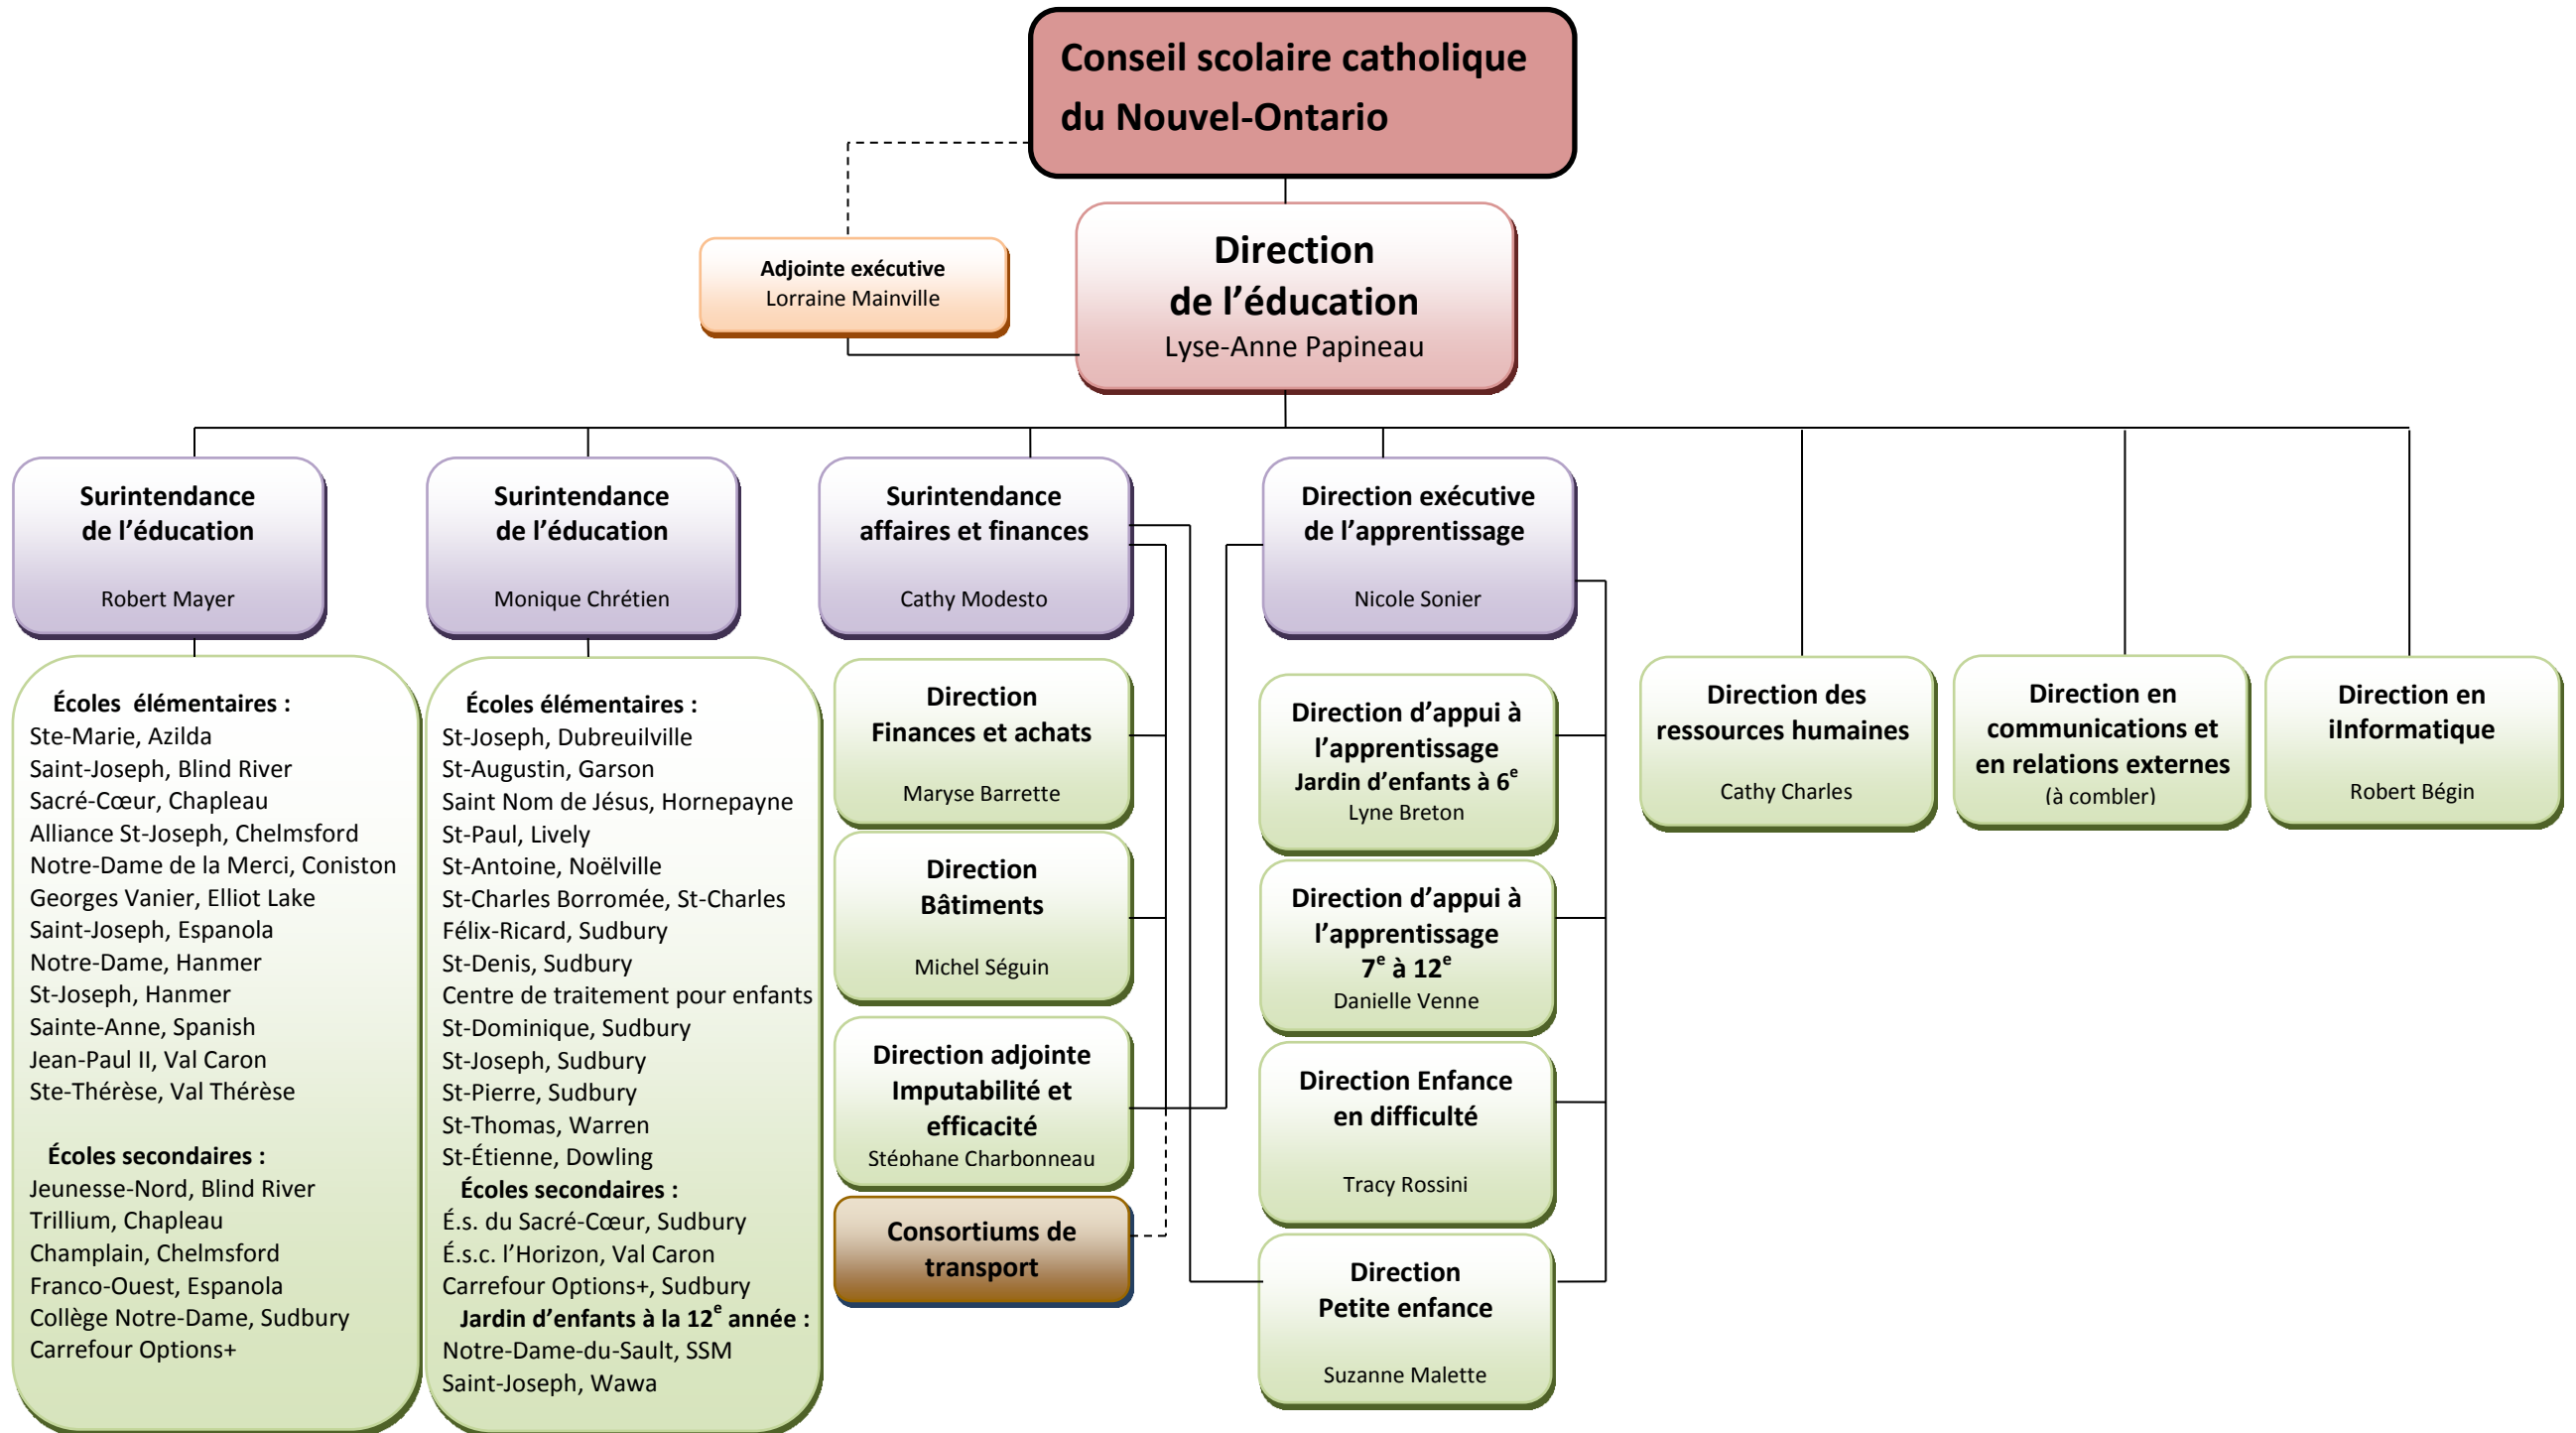 Conseil scolaire catholique
du Nouvel-Ontario
Direction
de l’éducation
Lyse-Anne Papineau
Adjointe exécutive
Lorraine Mainville
Surintendance
de l’éducation
Robert Mayer
Surintendance
de l’éducation
Monique Chrétien
Surintendance
affaires et finances
Cathy Modesto
Direction exécutive
de l’apprentissage
Nicole Sonier
Écoles  élémentaires :
Ste-Marie, Azilda
Saint-Joseph, Blind River
Sacré-Cœur, Chapleau
Alliance St-Joseph, Chelmsford
Notre-Dame de la Merci, Coniston
Georges Vanier, Elliot Lake
Saint-Joseph, Espanola
Notre-Dame, Hanmer
St-Joseph, Hanmer
Sainte-Anne, Spanish
Jean-Paul II, Val Caron
Ste-Thérèse, Val Thérèse
Écoles secondaires :
Jeunesse-Nord, Blind River
Trillium, Chapleau
Champlain, Chelmsford
Franco-Ouest, Espanola
Collège Notre-Dame, Sudbury
Carrefour Options+
Écoles élémentaires :
St-Joseph, Dubreuilville
St-Augustin, Garson
Saint Nom de Jésus, Hornepayne
St-Paul, Lively
St-Antoine, Noëlville
St-Charles Borromée, St-Charles
Félix-Ricard, Sudbury
St-Denis, Sudbury
Centre de traitement pour enfants
St-Dominique, Sudbury
St-Joseph, Sudbury
St-Pierre, Sudbury
St-Thomas, Warren
St-Étienne, Dowling
Écoles secondaires :
É.s. du Sacré-Cœur, Sudbury
É.s.c. l’Horizon, Val Caron
Carrefour Options+, Sudbury
Jardin d’enfants à la 12e année :
Notre-Dame-du-Sault, SSM
Saint-Joseph, Wawa
Direction
Finances et achats
Maryse Barrette
Direction
Bâtiments
Michel Séguin
Direction adjointe
Imputabilité et
efficacité
Stéphane Charbonneau
Consortiums de
transport
Direction d’appui à
l’apprentissage
Jardin d’enfants à 6e
Lyne Breton
Direction d’appui à
l’apprentissage
7e à 12e
Danielle Venne
Direction Enfance
en difficulté
Tracy Rossini
Direction
Petite enfance
Suzanne Malette
Direction des
ressources humaines
Cathy Charles
Direction en
communications et
en relations externes
(à combler)
Direction en
iInformatique
Robert Bégin